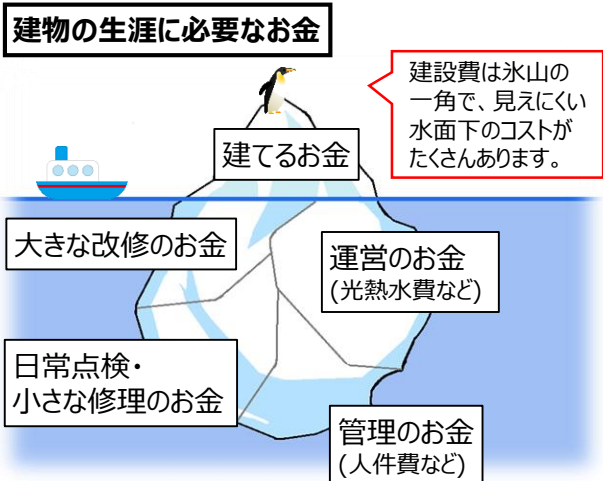 建物の生涯に必要なお金
建設費は氷山の
一角で、見えにくい
水面下のコストが
たくさんあります。
建てるお金
大きな改修のお金
運営のお金
(光熱水費など)
日常点検・
小さな修理のお金
管理のお金
(人件費など)